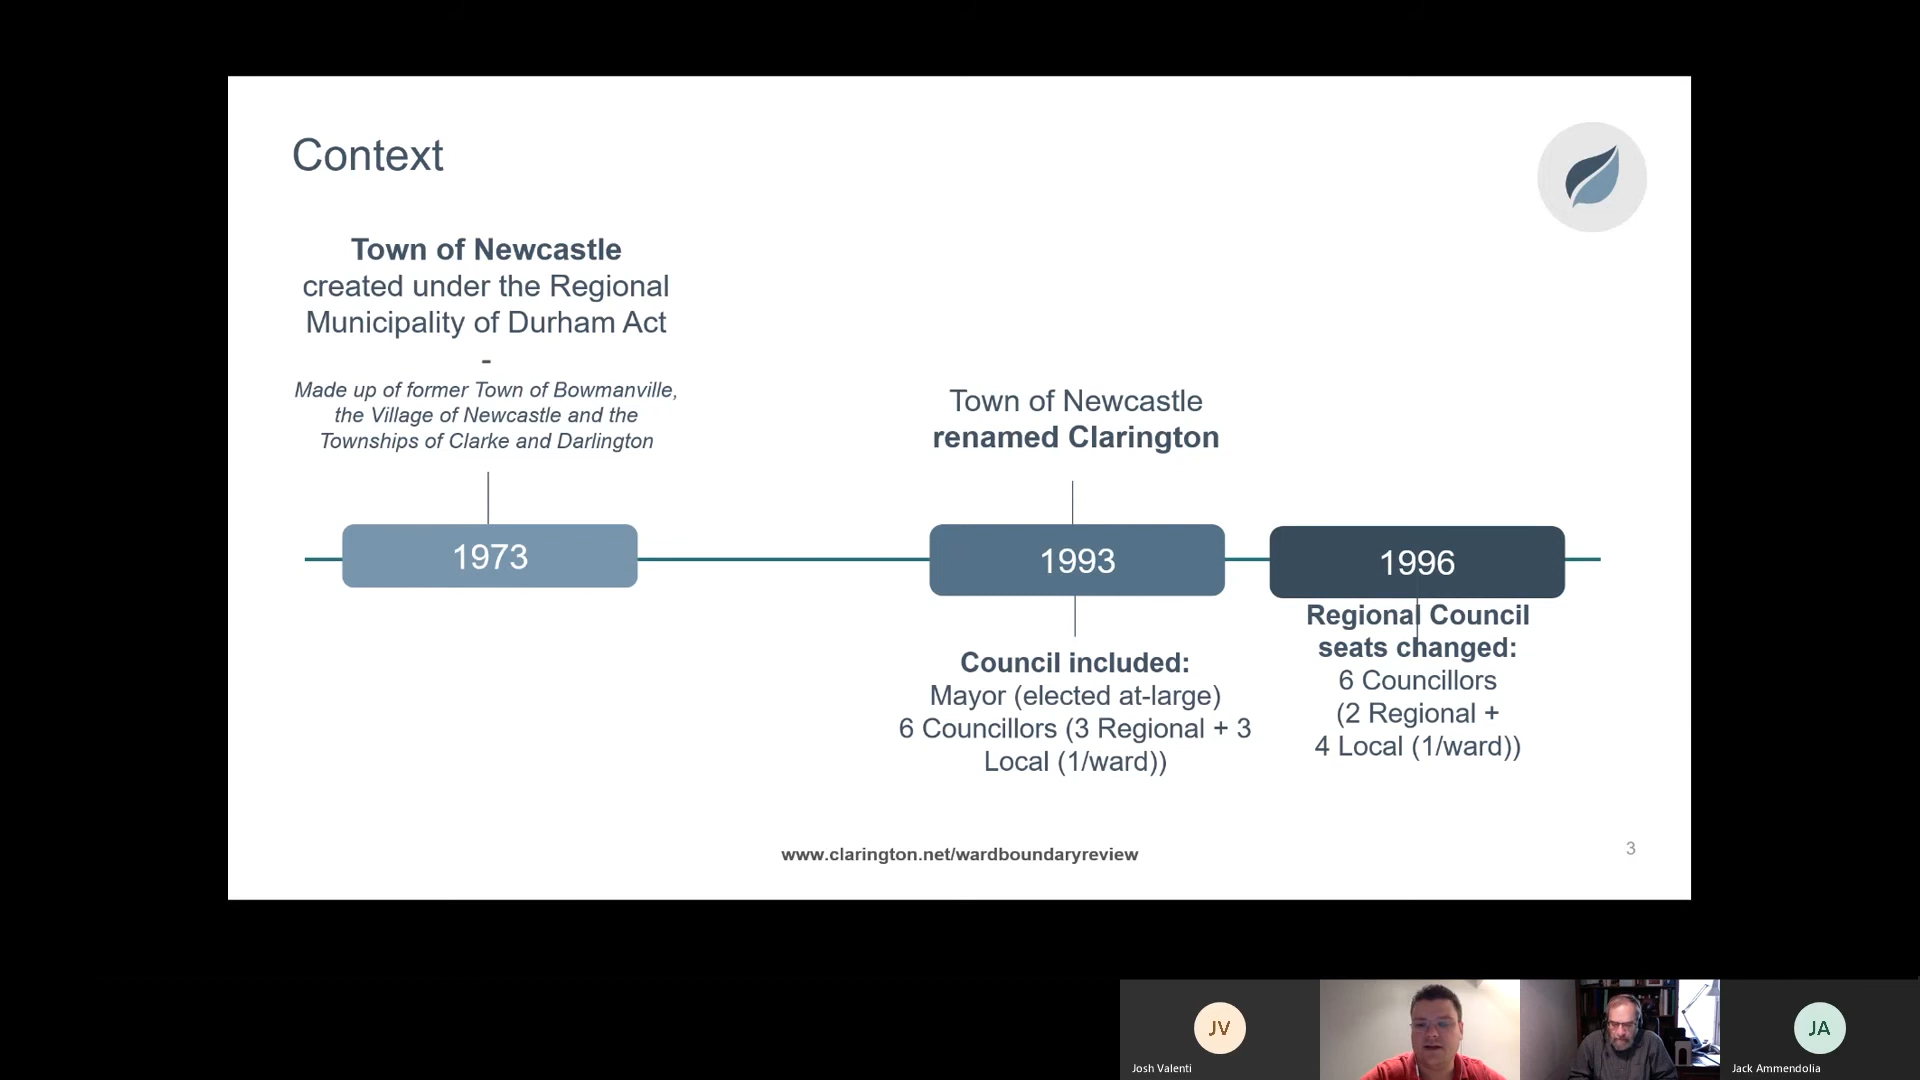 Context
Town of Newcastle
created under the Regional
Municipality of Durham Act
-
Made up of former Town of Bowmanville,
the Village of Newcastle and the
Townships of Clarke and Darlington
Town of Newcastle
renamed Clarington
1973
1993
1996
Council included:
Mayor (elected at-large)
6 Councillors (3 Regional + 3
Local (1/ward))
Regional Council
seats changed:
6 Councillors
(2 Regional +
4 Local (1/ward))
www.clarington.net/wardboundaryreview
3
JV
Josh Valenti
JA
Jack Ammendolia